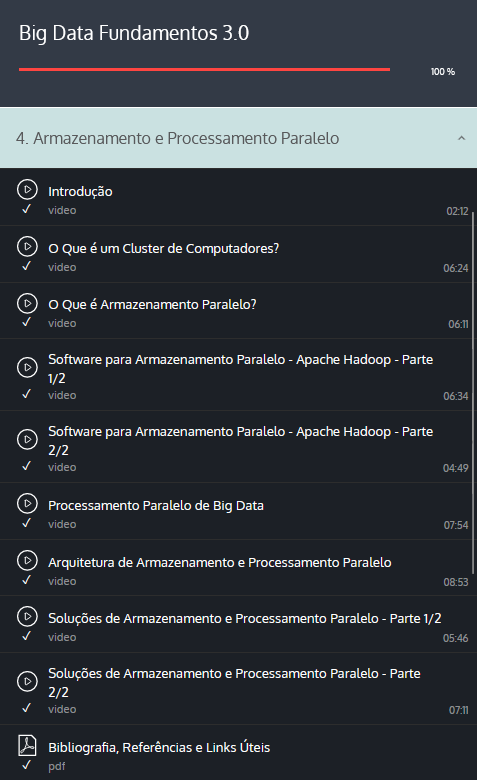 Big Data Fundamentos 3.0
100 %
4. Armazenamento e Processamento Paralelo
Introdução
video
02:12
O Que é um Cluster de Computadores?
video
06:24
O Que é Armazenamento Paralelo?
video
06:11
Software para Armazenamento Paralelo - Apache Hadoop - Parte
1/2
video
06:34
Software para Armazenamento Paralelo - Apache Hadoop - Parte
2/2
video
04:49
Processamento Paralelo de Big Data
video
07:54
Arquitetura de Armazenamento e Processamento Paralelo
video
08:53
Soluções de Armazenamento e Processamento Paralelo - Parte 1/2
video
05:46
Soluções de Armazenamento e Processamento Paralelo - Parte
2/2
video
07:11
Bibliografia, Referências e Links Úteis
pdf